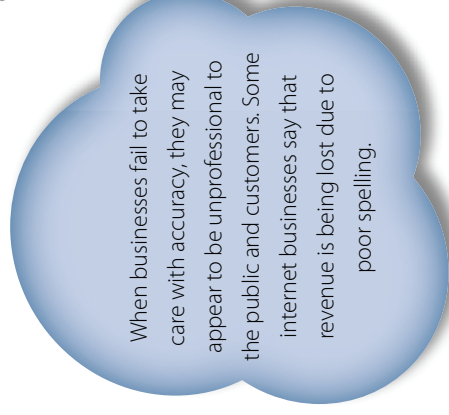 When businesses fail to take
care with accuracy, they may
appear to be unprofessional to
the public and customers. Some
internet businesses say that
revenue is being lost due to
poor spelling.